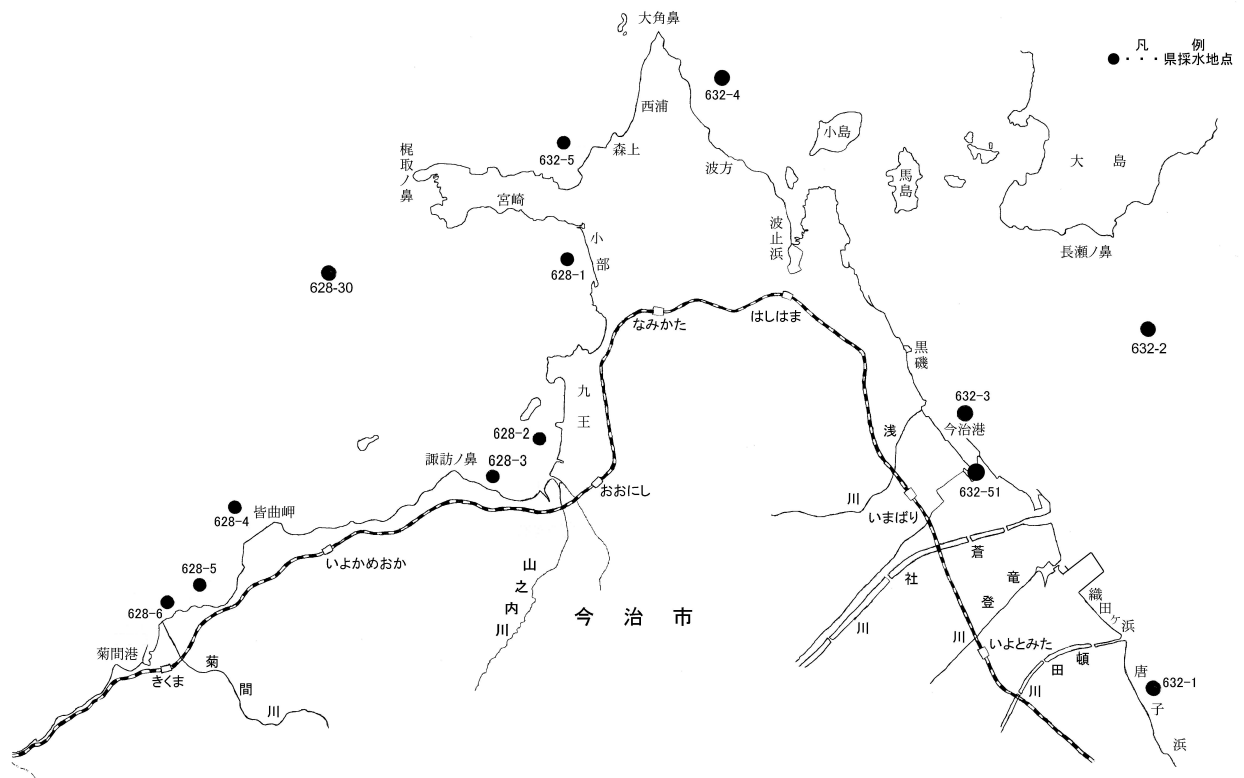 大角鼻
凡 例
●・・・県採水地点
632-4
西浦
小島
632-5
森上
梶取ノ鼻
波方
馬島
大 島
宮崎
波止浜
小部
長瀬ノ鼻
628-1
628-30
なみかた
はしはま
632-2
黒磯
九王
632-3
浅川
今治港
628-2
628-3
諏訪ノ鼻
おおにし
632-51
いまばり
628-4
皆曲岬
いよかめおか
蒼社川
628-5
山之内川
竜登川
628-6
今 治 市
織田ヶ浜
菊間港
きくま
菊間川
いよとみた
頓田川
唐子浜
632-1